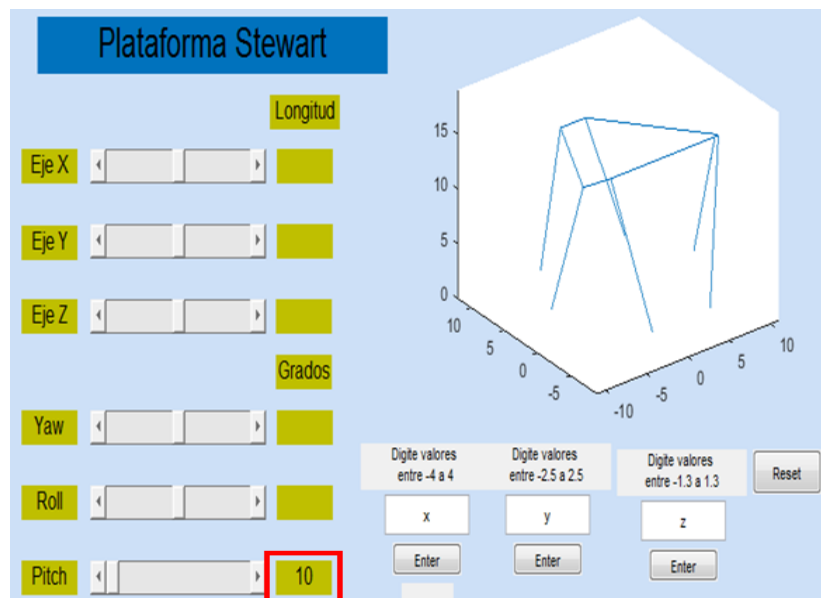 Plataforma Stewart
Longitud
Eje X
Eje Y
Eje Z
Grados
Yaw
Roll
Pitch
10
15
10
5
0
10
5
0
-5
-10
-5
0
5
10
Digite valores
entre -4 a 4
Digite valores
entre -2.5 a 2.5
Digite valores
entre -1.3 a 1.3
Reset
x
y
z
Enter
Enter
Enter